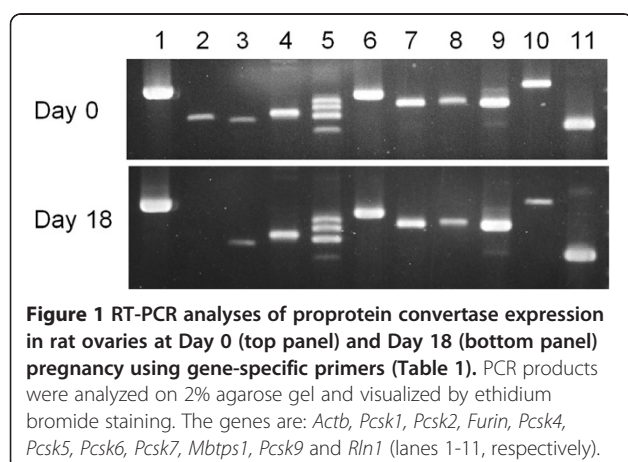 1 2 3 4 5 6 7 8 9 10 11
Day 0
Day 18
Figure 1 RT-PCR analyses of proprotein convertase expression
in rat ovaries at Day 0 (top panel) and Day 18 (bottom panel)
pregnancy using gene-specific primers (Table 1). PCR products
were analyzed on 2% agarose gel and visualized by ethidium
bromide staining. The genes are: Actb, Pcsk1, Pcsk2, Furin, Pcsk4,
Pcsk5, Pcsk6, Pcsk7, Mbtps1, Pcsk9 and Rln1 (lanes 1-11, respectively).